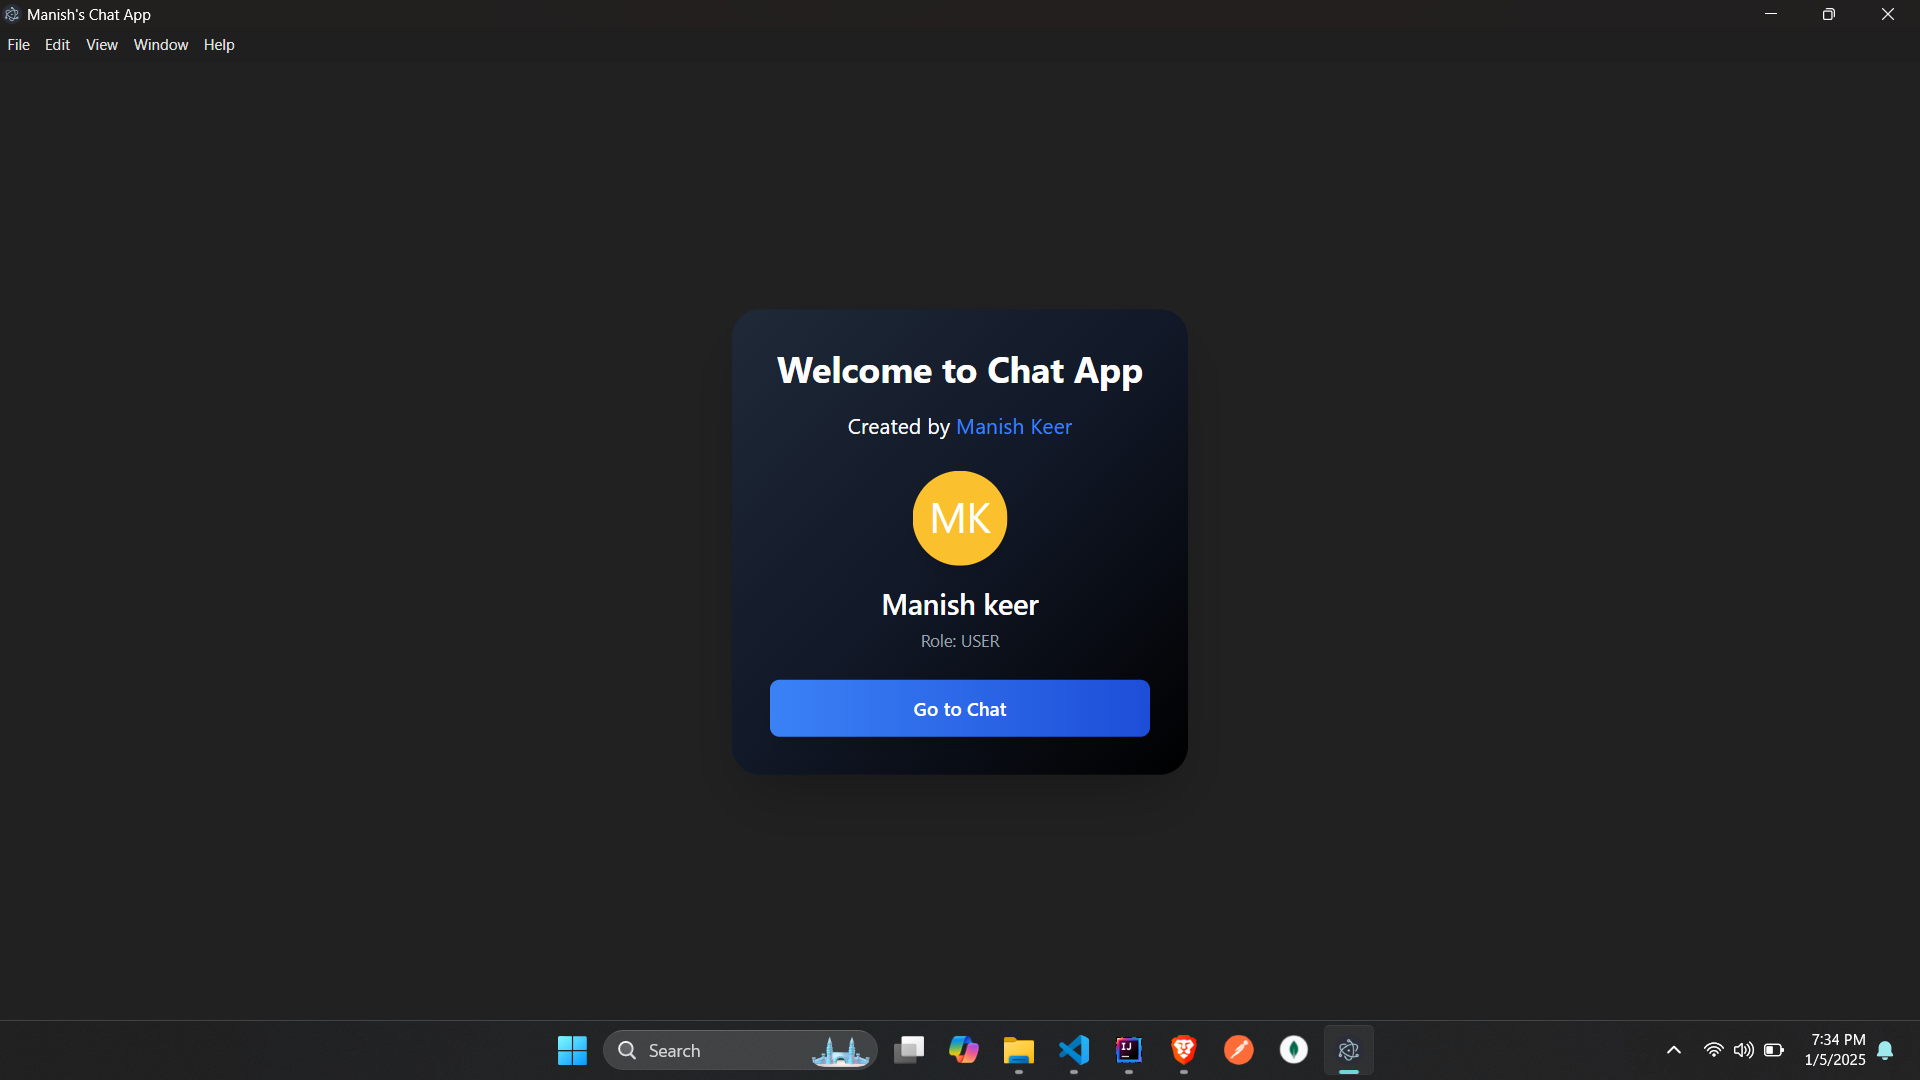 Manish's Chat App
File Edit View Window Help
Welcome to Chat App
Created by Manish Keer
MK
Manish keer
Role: USER
Go to Chat
Search
IJ
7:34 PM
1/5/2025